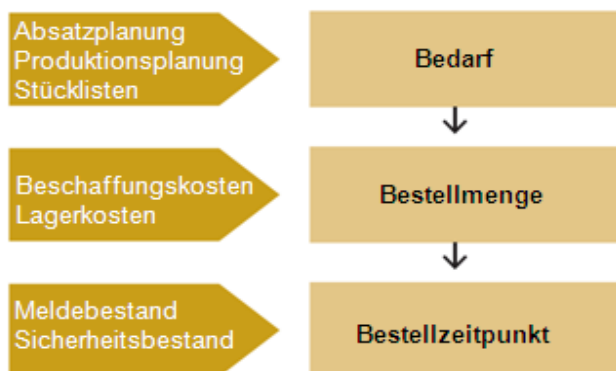 Absatzplanung
Produktionsplanung
Stücklisten
Bedarf
Beschaffungskosten
Lagerkosten
Bestellmenge
Meldebestand
Sicherheitsbestand
Bestellzeitpunkt